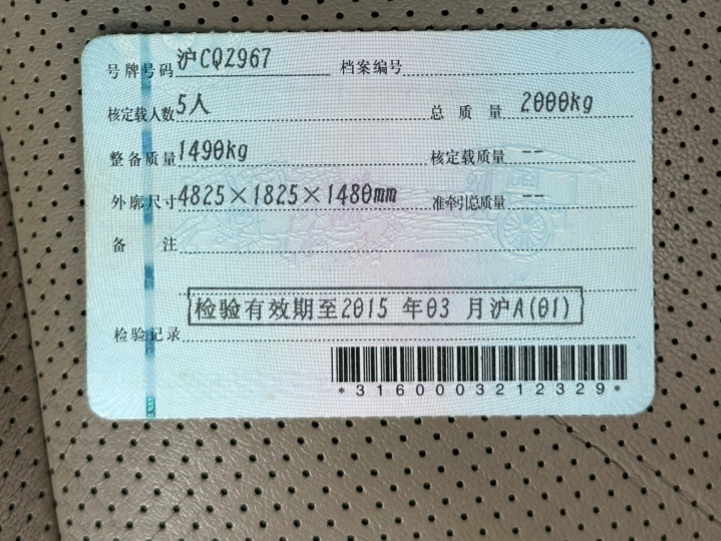 号牌号码 沪CQZ967 档案编号
核定载人数 5人 总质量 2000kg
整备质量 1490kg 核定载质量 --
外廓尺寸 4825×1825×1480mm 准牵引总质量 --
备注
检验有效期至2015 年03 月沪A(01)
检验记录
*3160003212329*